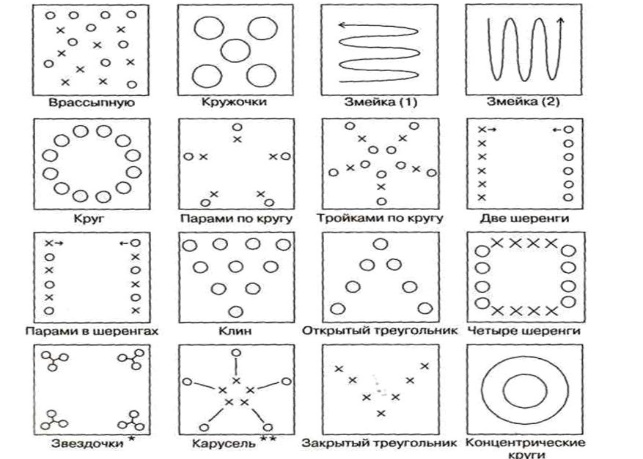 Врассыпную
Кружочки
Змейка (1)
Змейка (2)
Круг
Парами по кругу
Тройками по кругу
Две шеренги
Парами в шеренгах
Клин
Открытый треугольник
Четыре шеренги
Звездочки *
Карусель **
Закрытый треугольник
Концентрические
круги